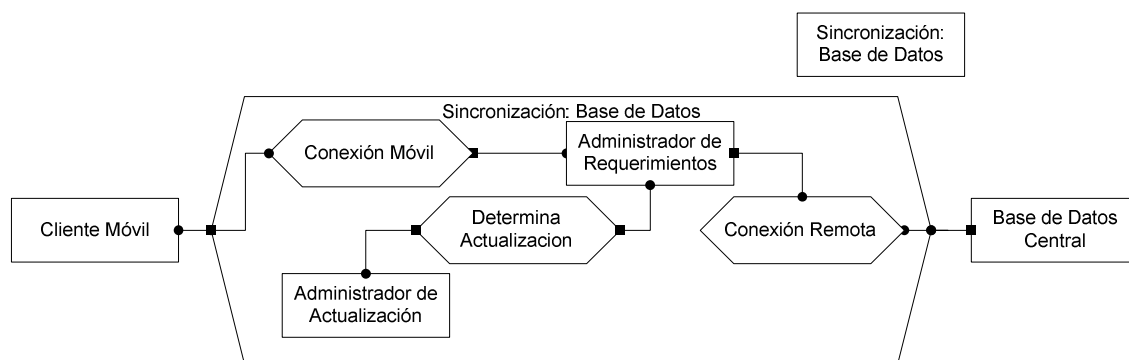 Sincronización:
Base de Datos
Sincronización: Base de Datos
Conexión Móvil
Administrador de
Requerimientos
Cliente Móvil
Determina
Actualizacion
Conexión Remota
Base de Datos
Central
Administrador de
Actualización